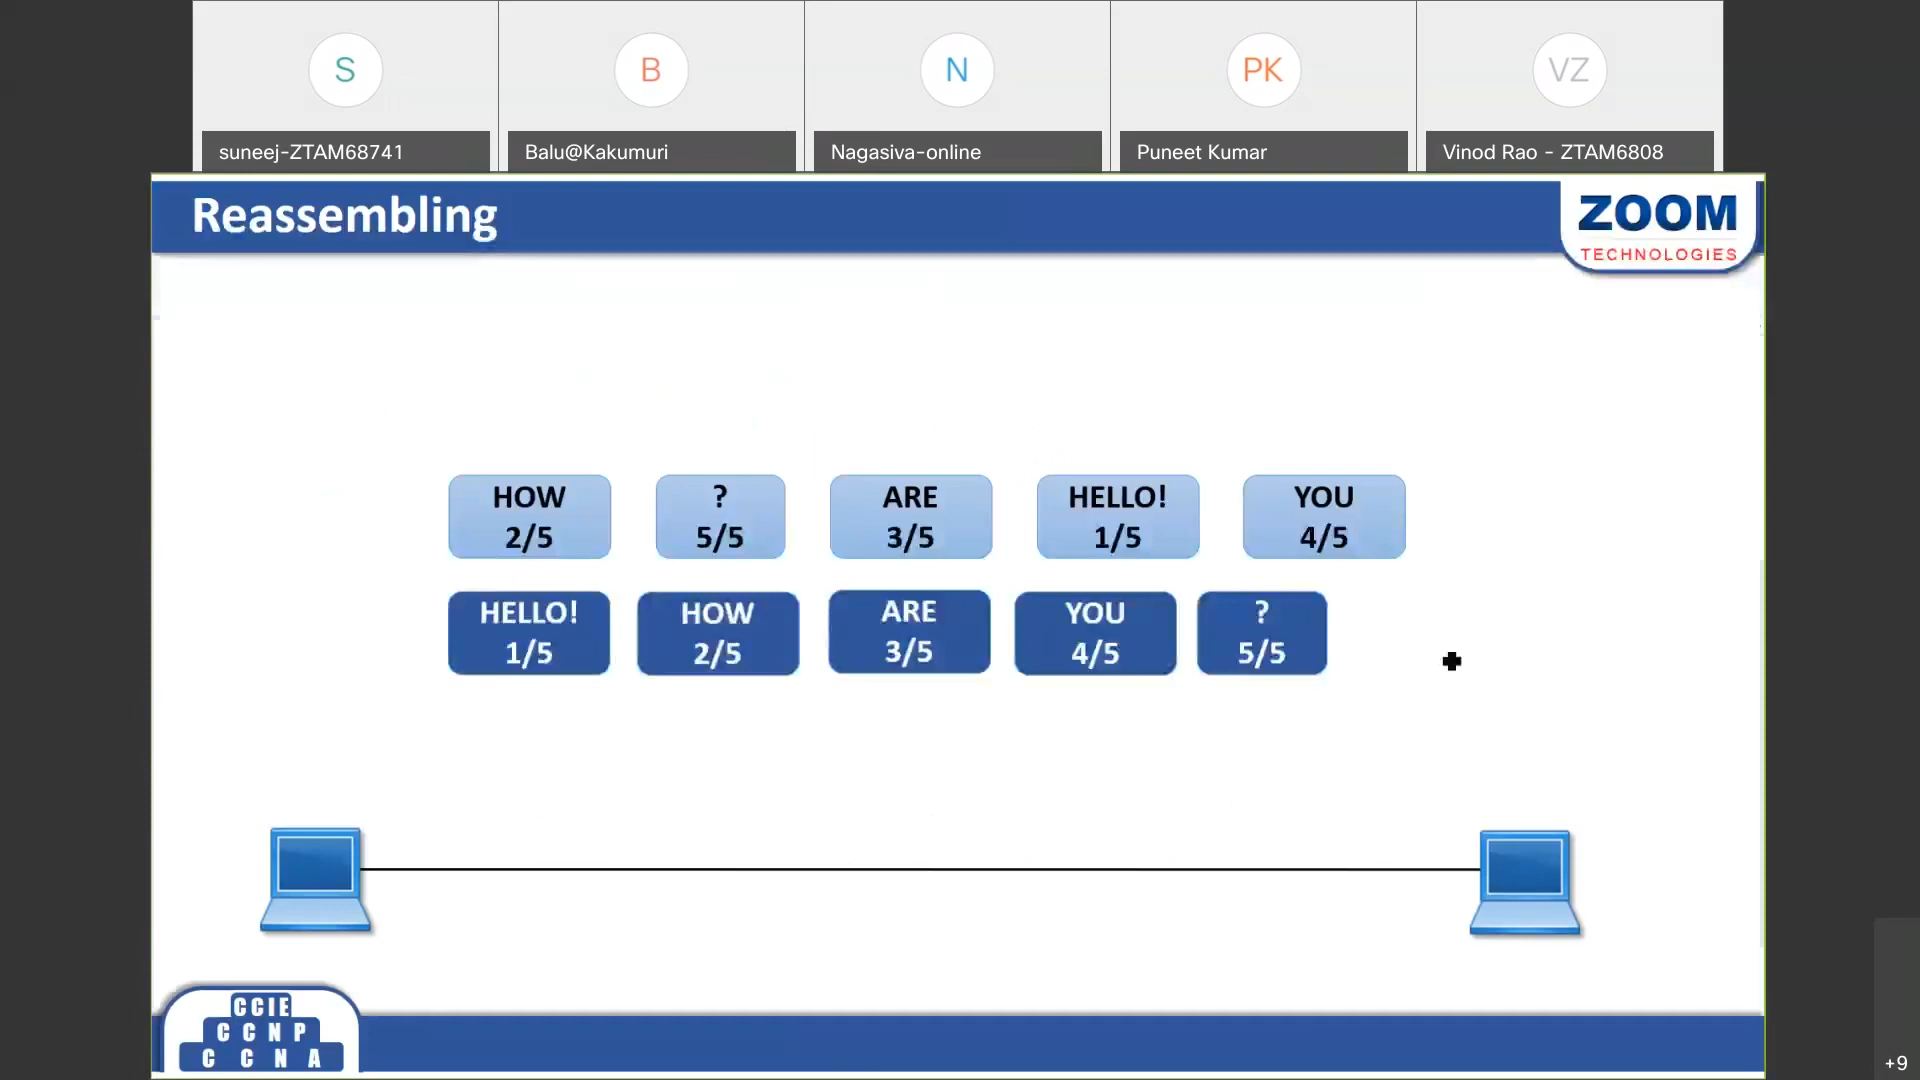 S
B
N
PK
VZ
suneej-ZTAM68741
Balu@Kakumuri
Nagasiva-online
Puneet Kumar
Vinod Rao - ZTAM6808
Reassembling
ZOOM
TECHNOLOGIES
HOW
2/5
?
5/5
ARE
3/5
HELLO!
1/5
YOU
4/5
HELLO!
1/5
HOW
2/5
ARE
3/5
YOU
4/5
?
5/5
CCIE
CCNP
CCNA
+9